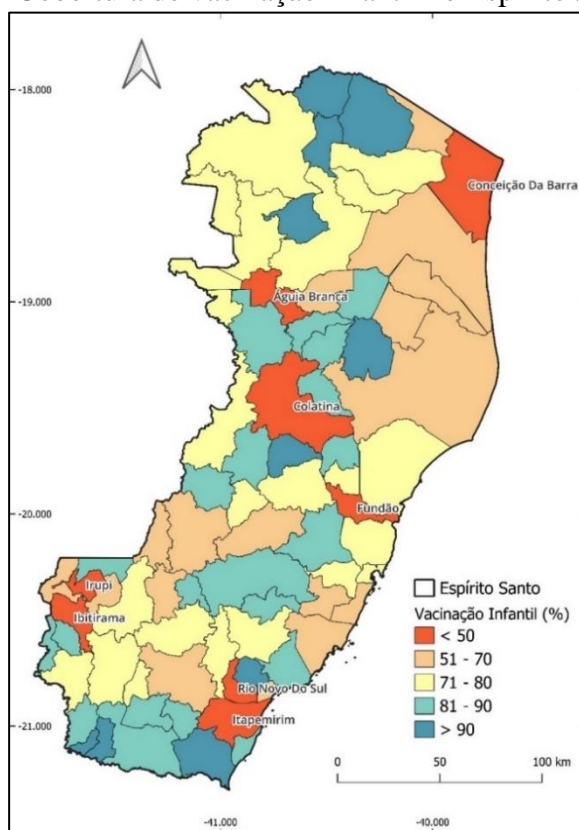 -18.000
Conceição Da Barra
-19.000
Águia Branca
Colatina
-20.000
Fundão
Irupi
Ibitirama
Rio Novo Do Sul
Itapemirim
-21.000
Espírito Santo
Vacinação Infantil (%)
< 50
51 - 70
71 - 80
81 - 90
> 90
0 50 100 km
-41.000 -40.000